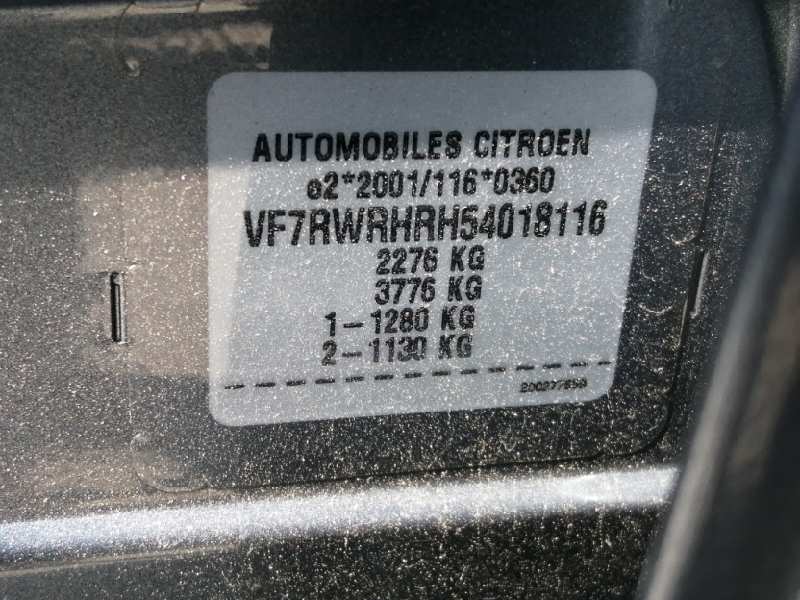 AUTOMOBILES CITROEN
e2*2001/116*0360
VF7RWRHRH54018116
2276 KG
3776 KG
1-1280 KG
2-1130 KG